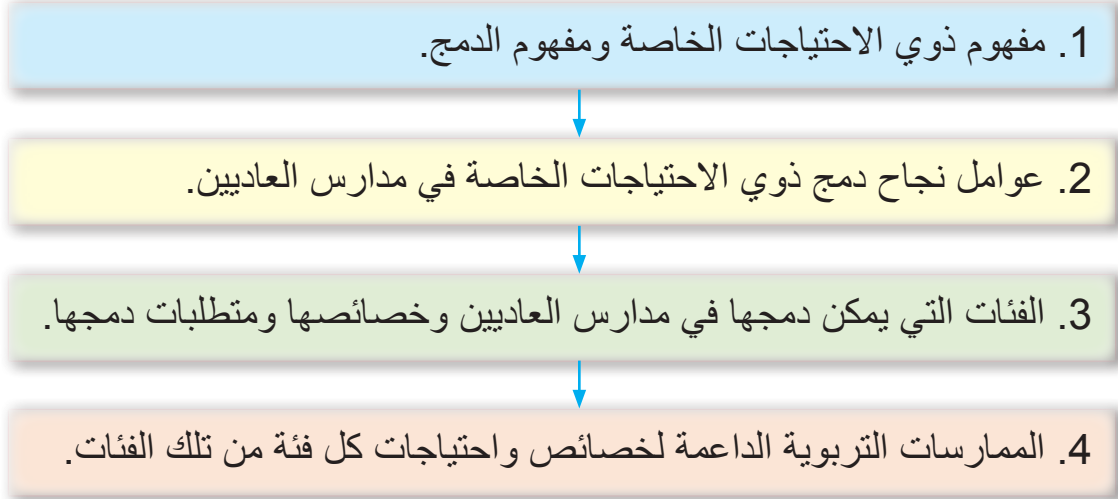 1. مفهوم ذوي الاحتياجات الخاصة ومفهوم الدمج.
2. عوامل نجاح دمج ذوي الاحتياجات الخاصة في مدارس العاديين.
3. الفئات التي يمكن دمجها في مدارس العاديين وخصائصها ومتطلبات دمجها.
4. الممارسات التربوية الداعمة لخصائص واحتياجات كل فئة من تلك الفئات.